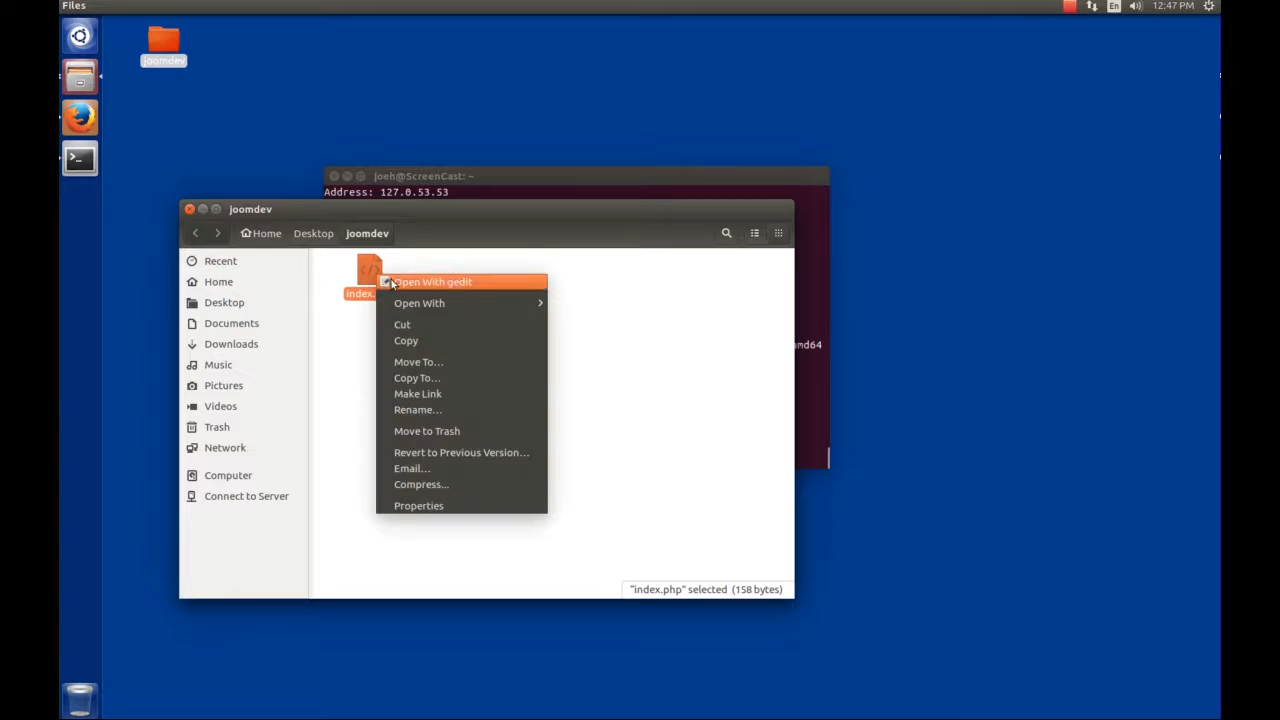 Files
En
12:47 PM
joomdev
joeh@ScreenCast: ~
Address: 127.0.53.53
joomdev
Home
Desktop
joomdev
Recent
Home
Desktop
Documents
Downloads
Music
Pictures
Videos
Trash
Network
Computer
Connect to Server
index.
Open With gedit
Open With
Cut
Copy
Move To...
Copy To...
Make Link
Rename...
Move to Trash
Revert to Previous Version...
Email...
Compress...
Properties
md64
"index.php" selected (158 bytes)